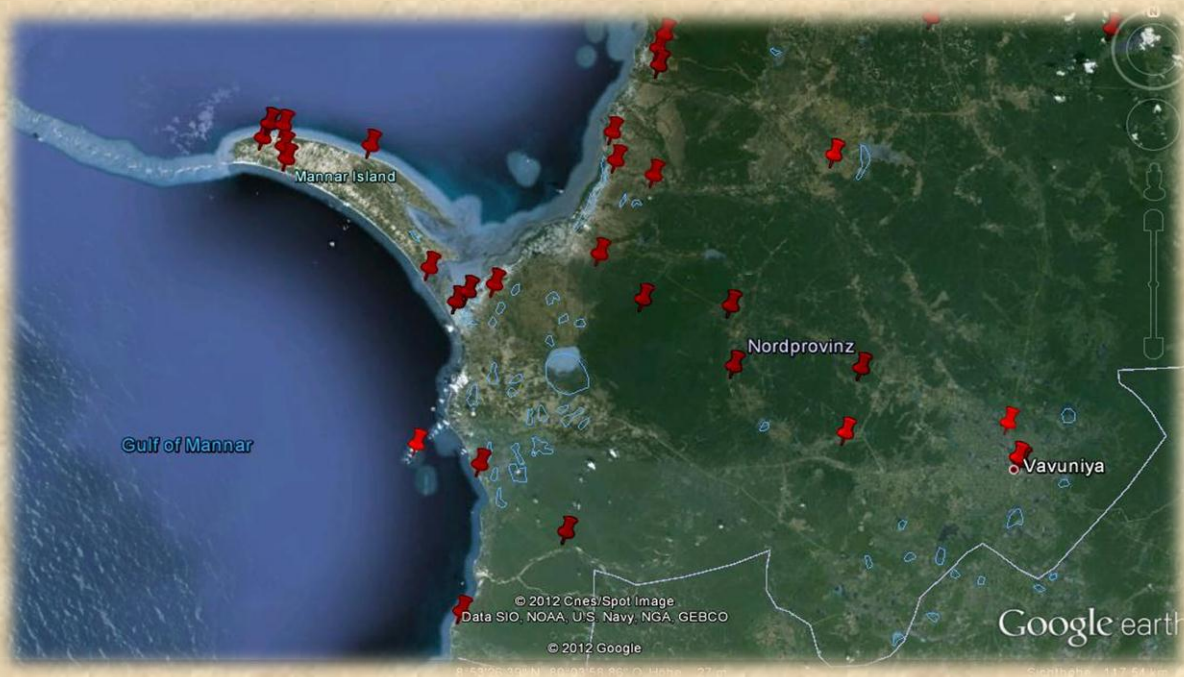 Mannar Island
Nordprovinz
Gulf of Mannar
Vavuniya
© 2012 Cnes/Spot Image
Data SIO, NOAA, U.S. Navy, NGA, GEBCO
© 2012 Google
Google earth